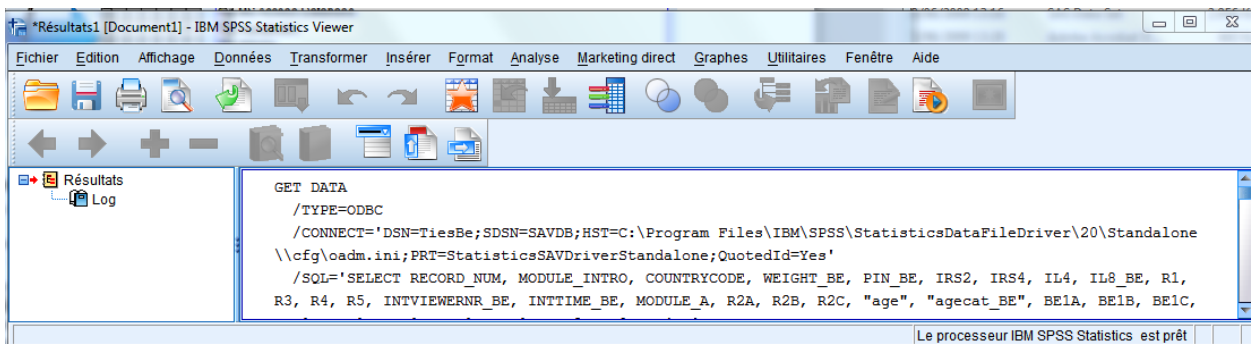 *Résultats1 [Document1] - IBM SPSS Statistics Viewer
Fichier Edition Affichage Données Transformer Insérer Format Analyse Marketing direct Graphes Utilitaires Fenêtre Aide
Résultats
Log
GET DATA
/TYPE=ODBC
/CONNECT='DSN=TiesBe;SDSN=SAVDB;HST=C:\Program Files\IBM\SPSS\StatisticsDataFileDriver\20\Standalone
\\cfg\oadm.ini;PRT=StatisticsSAVDriverStandalone;QuotedId=Yes'
/SQL='SELECT RECORD_NUM, MODULE_INTRO, COUNTRYCODE, WEIGHT_BE, PIN_BE, IRS2, IRS4, IL4, IL8_BE, R1,
R3, R4, R5, INTVIEWERNR_BE, INTTIME_BE, MODULE_A, R2A, R2B, R2C, "age", "agecat_BE", BE1A, BE1B, BE1C,
Le processeur IBM SPSS Statistics est prêt